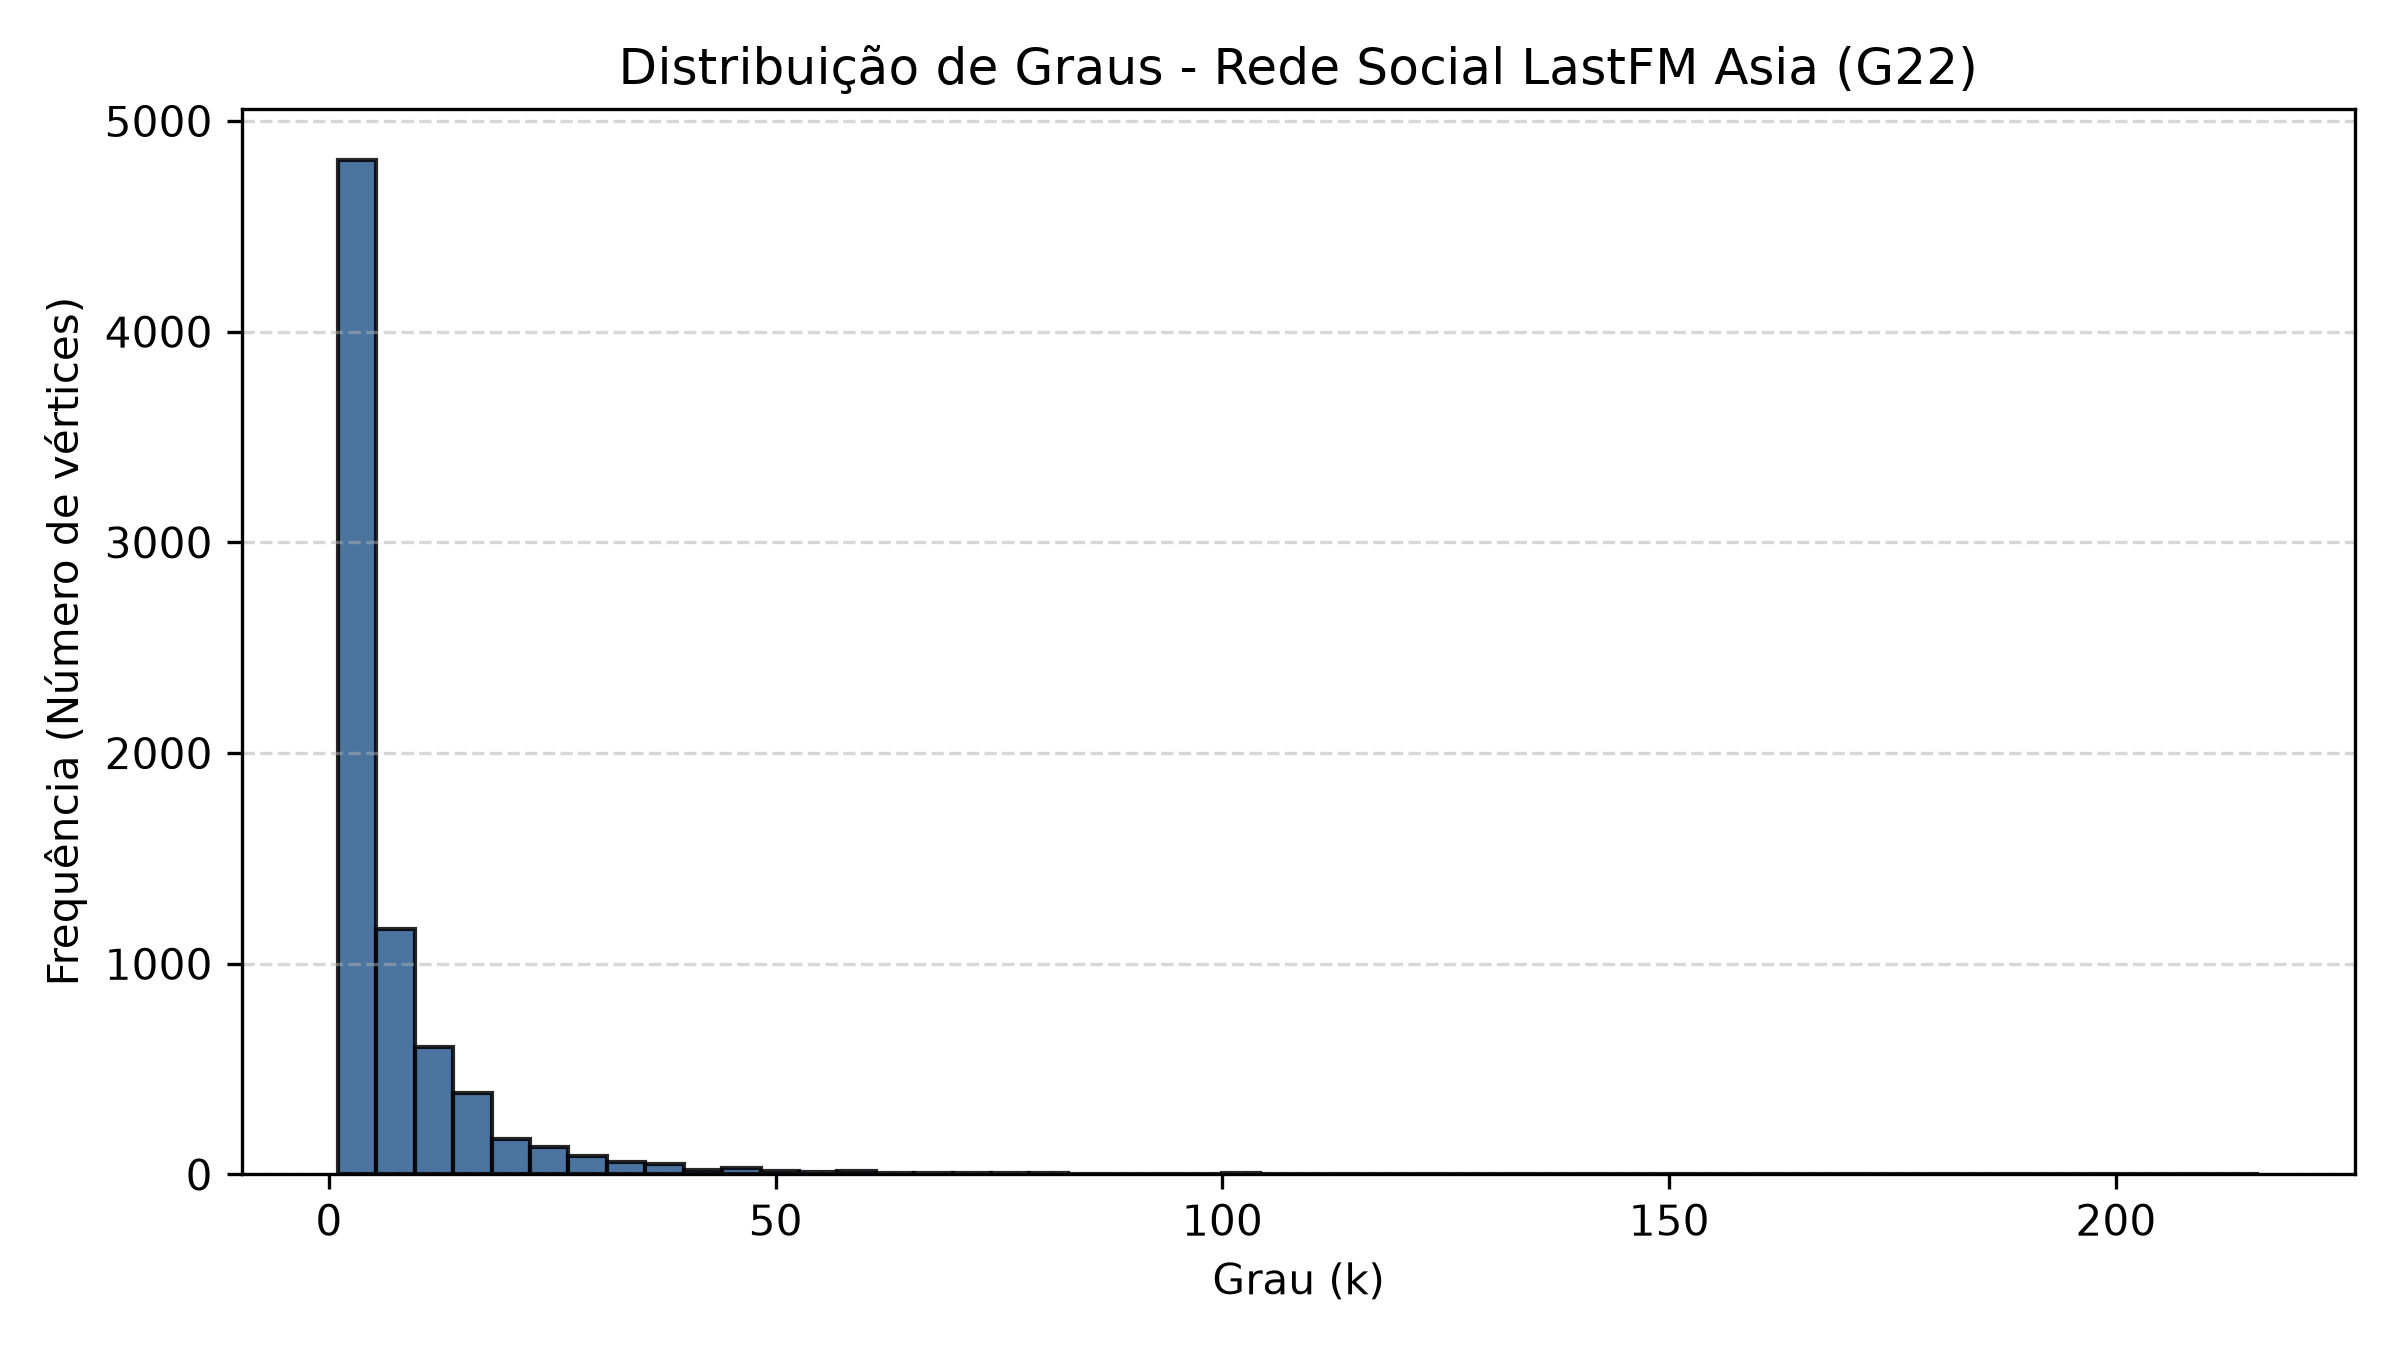 Distribuição de Graus - Rede Social LastFM Asia (G22)
Frequência (Número de vértices)
5000
4000
3000
2000
1000
0
0 50 100 150 200
Grau (k)